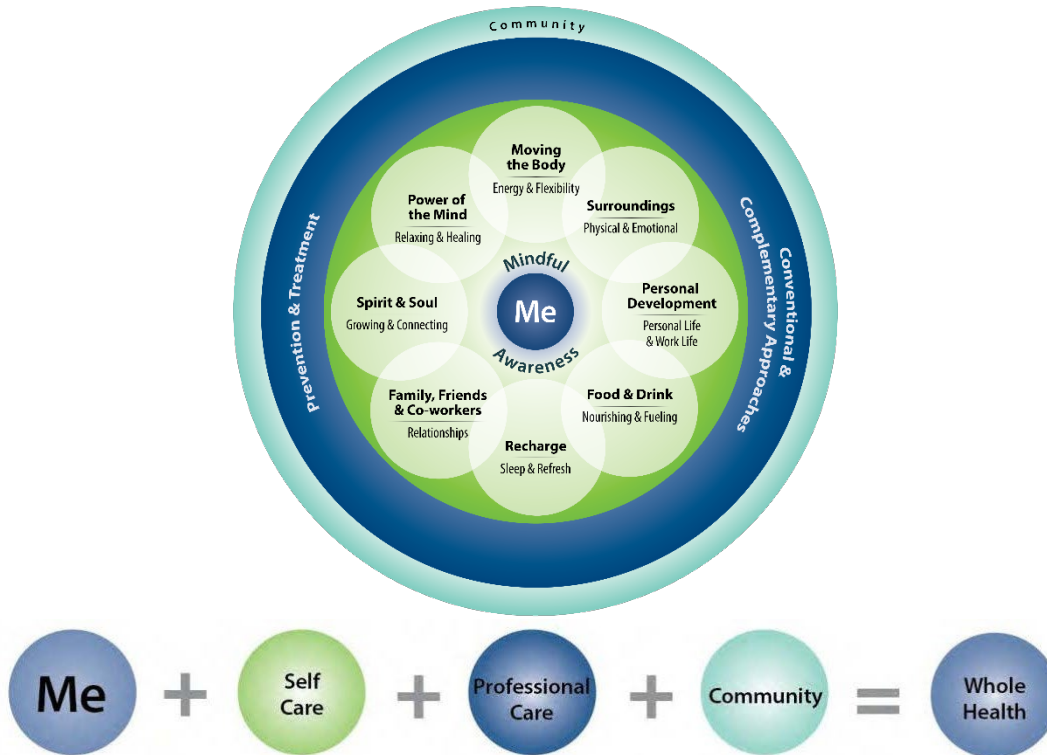 Community
Prevention & Treatment
Conventional &
Complementary Approaches
Moving
the Body
Energy & Flexibility
Surroundings
Physical & Emotional
Personal
Development
Personal Life
& Work Life
Food & Drink
Nourishing & Fueling
Recharge
Sleep & Refresh
Family, Friends
& Co-workers
Relationships
Spirit & Soul
Growing & Connecting
Power of
the Mind
Relaxing & Healing
Mindful
Me
Awareness
Me
+
Self
Care
+
Professional
Care
+
Community
=
Whole
Health